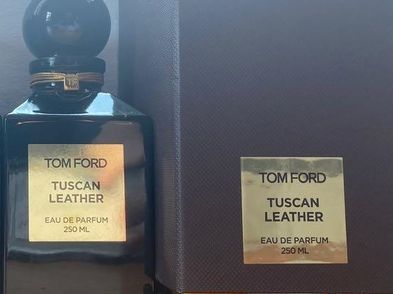 TOM FORD
TUSCAN
LEATHER
EAU DE PARFUM
250 ML
TOM FORD
TUSCAN
LEATHER
EAU DE PARFUM
250 ML